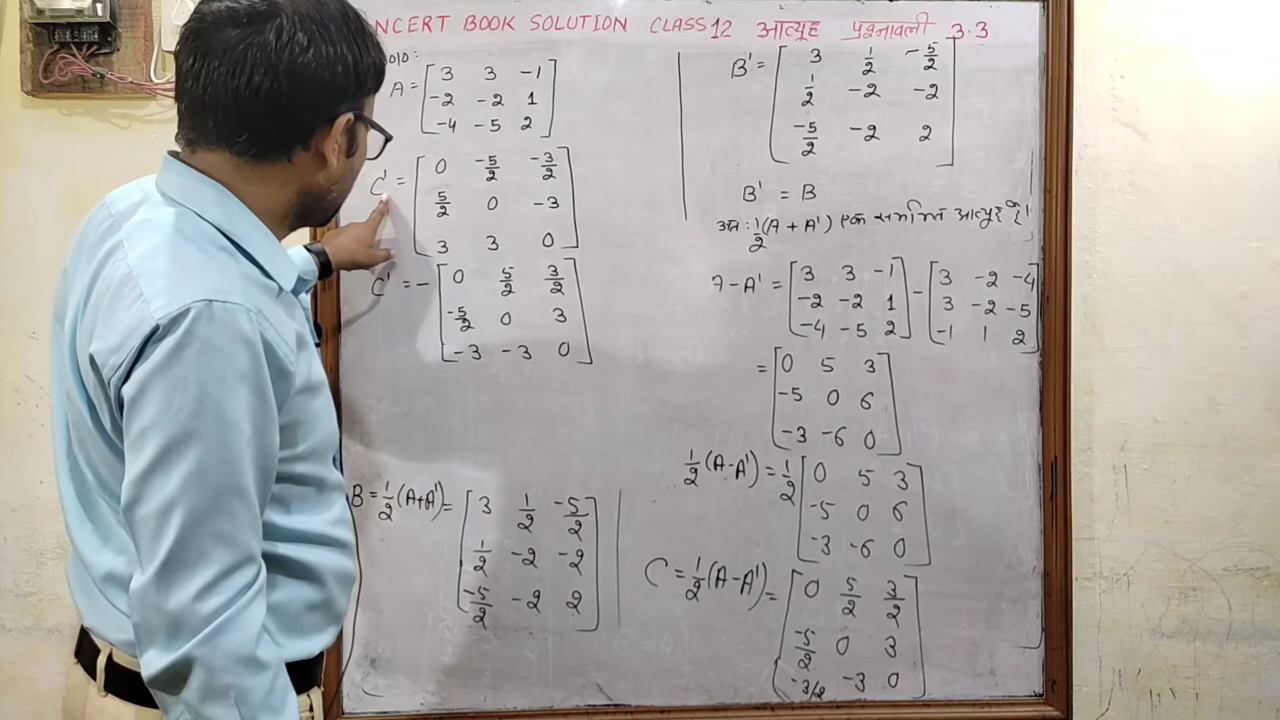 NCERT BOOK SOLUTION CLASS 12 आव्यूह प्रश्नावली 3.3
A = [ 3 3 -1
-2 -2 1
-4 -5 2 ]
C' = [ 0 -5/2 -3/2
5/2 0 -3
3 3 0 ]
C' = - [ 0 5/2 3/2
-5/2 0 3
-3 -3 0 ]
B = 1/2 (A+A') = [ 3 1/2 -5/2
1/2 -2 -2
-5/2 -2 2 ]
B' = [ 3 1/2 -5/2
1/2 -2 -2
-5/2 -2 2 ]
B' = B
अतः 1/2 (A + A') एक सममित आव्यूह है।
-A' = [ 3 3 -1
-2 -2 1
-4 -5 2 ] - [ 3 -2 -4
3 -2 -5
-1 1 2 ]
= [ 0 5 3
-5 0 6
-3 -6 0 ]
1/2 (A-A') = 1/2 [ 0 5 3
-5 0 6
-3 -6 0 ]
C = 1/2 (A-A') = [ 0 5/2 3/2
-5/2 0 3
-3/2 -3 0 ]